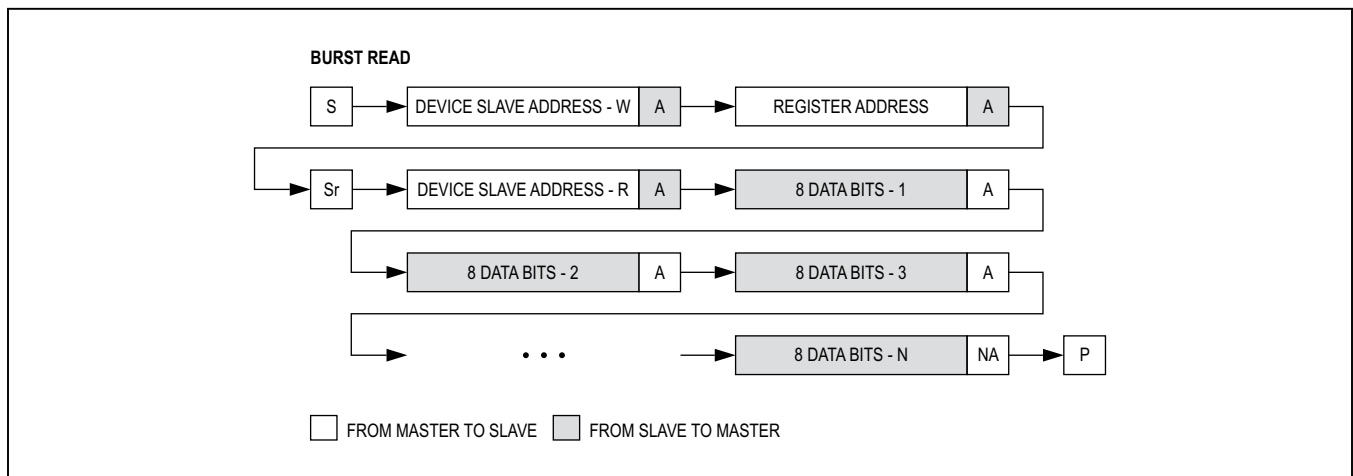 BURST READ
S DEVICE SLAVE ADDRESS - W A REGISTER ADDRESS A
Sr DEVICE SLAVE ADDRESS - R A 8 DATA BITS - 1 A
8 DATA BITS - 2 A 8 DATA BITS - 3 A
• • • 8 DATA BITS - N NA P
FROM MASTER TO SLAVE FROM SLAVE TO MASTER